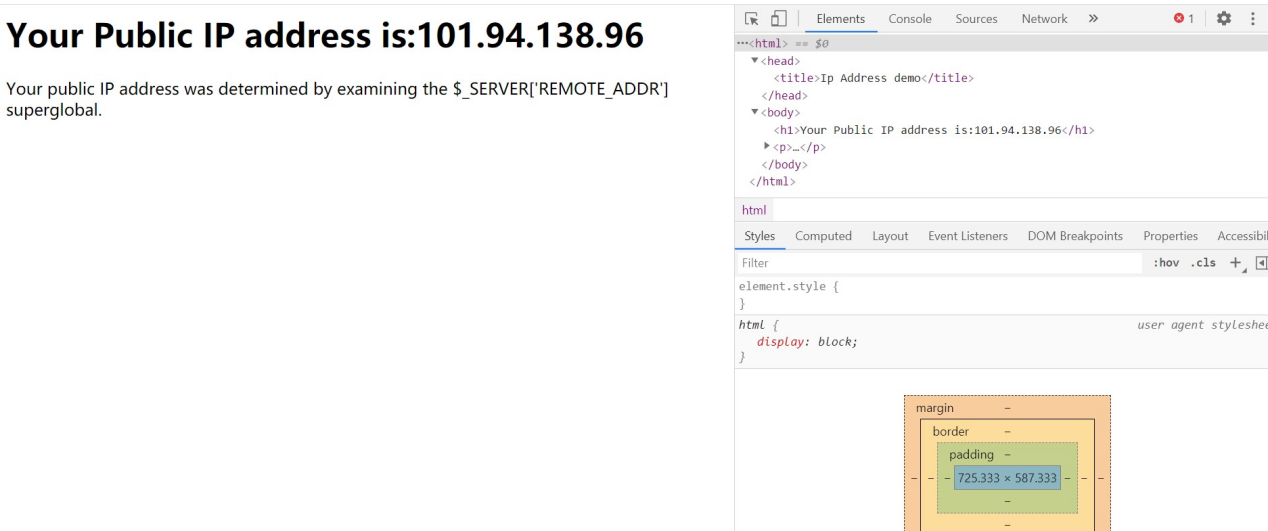 Your Public IP address is:101.94.138.96
Your public IP address was determined by examining the $_SERVER['REMOTE_ADDR']
superglobal.
Elements Console Sources Network » 1
⋯<html> == $0
▼<head>
<title>Ip Address demo</title>
</head>
▼<body>
<h1>Your Public IP address is:101.94.138.96</h1>
▶<p>…</p>
</body>
</html>
html
Styles Computed Layout Event Listeners DOM Breakpoints Properties Accessibil
Filter :hov .cls +
element.style {
}
html { user agent styleshee
display: block;
}
margin –
border –
padding –
– – – 725.333 × 587.333 – – –
–
–